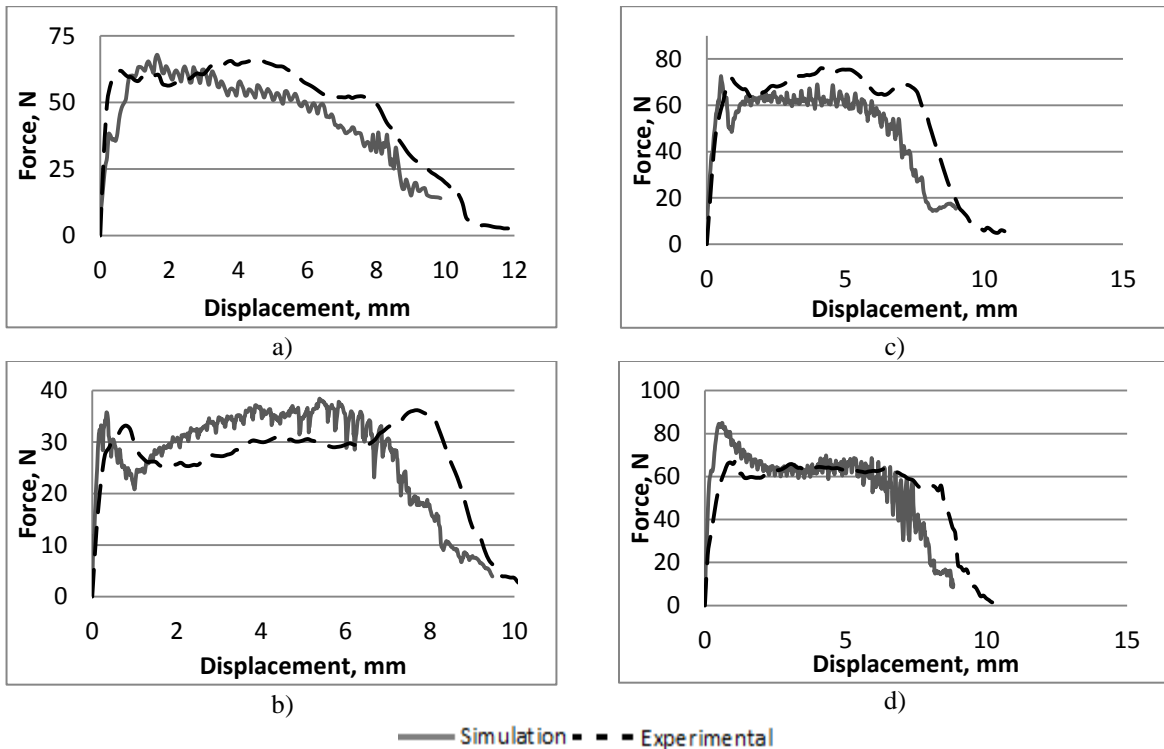 75
50
25
0
Force, N
0 2 4 6 8 10 12
Displacement, mm
a)
80
60
40
20
0
Force, N
0 5 10 15
Displacement, mm
c)
40
30
20
10
0
Force, N
0 2 4 6 8 10
Displacement, mm
b)
100
80
60
40
20
0
Force, N
0 5 10 15
Displacement, mm
d)
Simulation Experimental